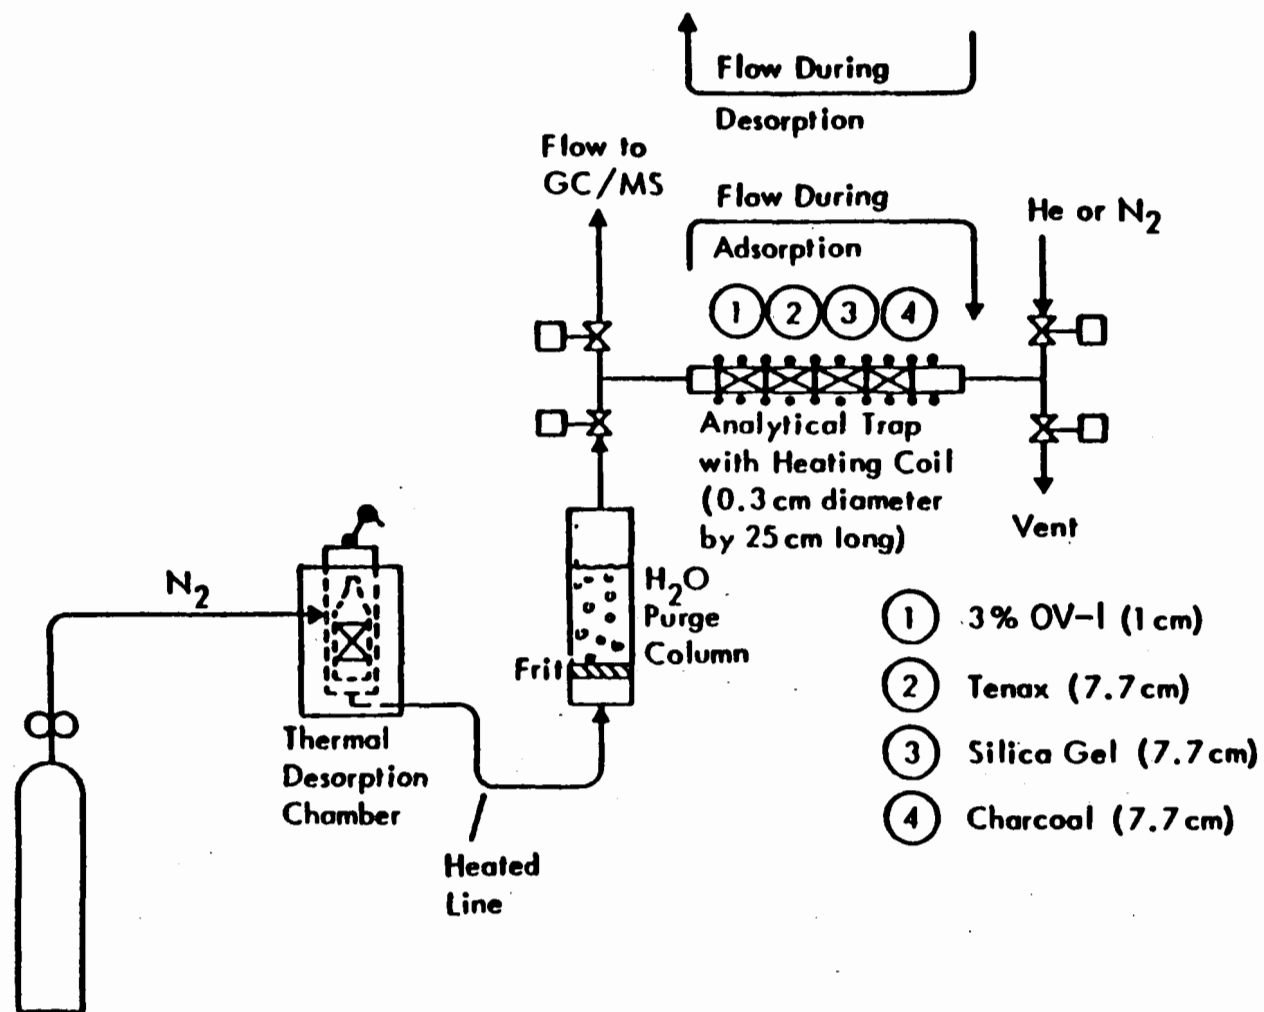 Flow During
Desorption
Flow to
GC/MS
Flow During
Adsorption
He or N2
1 2 3 4
Analytical Trap
with Heating Coil
(0.3 cm diameter
by 25 cm long)
Vent
N2
H2O
Purge
Column
Frit
Thermal
Desorption
Chamber
Heated
Line
1 3% OV-1 (1 cm)
2 Tenax (7.7 cm)
3 Silica Gel (7.7 cm)
4 Charcoal (7.7 cm)